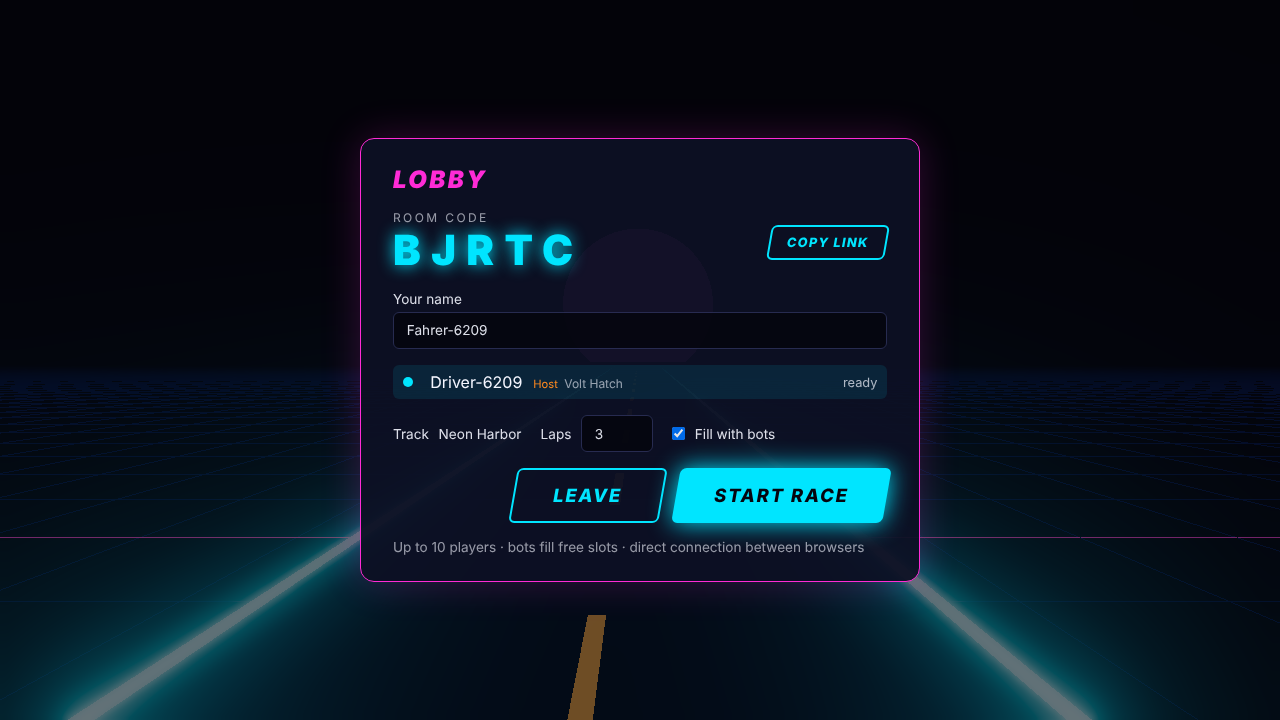 LOBBY
ROOM CODE
BJRTC
COPY LINK
Your name
Fahrer-6209
Driver-6209 Host Volt Hatch ready
Track Neon Harbor Laps 3 Fill with bots
LEAVE START RACE
Up to 10 players · bots fill free slots · direct connection between browsers